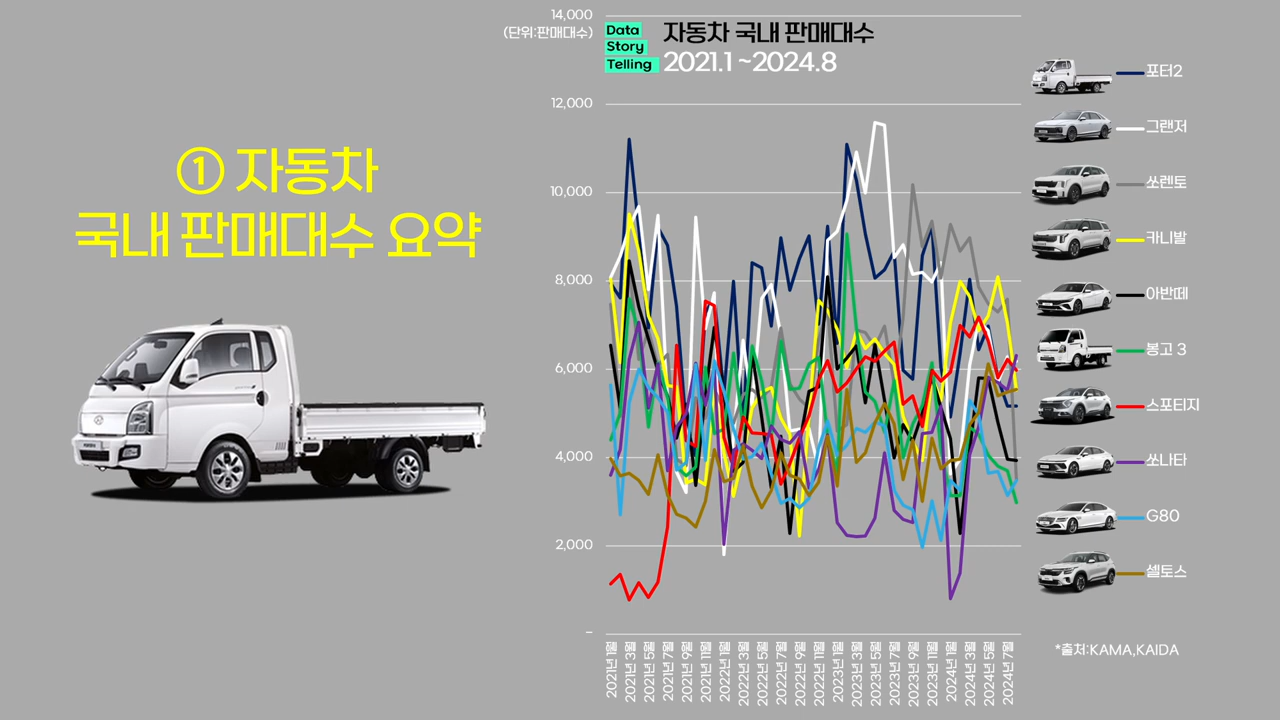 ① 자동차
국내 판매대수 요약
(단위:판매대수)
Data
Story
Telling
자동차 국내 판매대수
2021.1 ~2024.8
14,000
12,000
10,000
8,000
6,000
4,000
2,000
–
2021년 1월
2021년 3월
2021년 5월
2021년 7월
2021년 9월
2021년 11월
2022년 1월
2022년 3월
2022년 5월
2022년 7월
2022년 9월
2022년 11월
2023년 1월
2023년 3월
2023년 5월
2023년 7월
2023년 9월
2023년 11월
2024년 1월
2024년 3월
2024년 5월
2024년 7월
포터2
그랜저
쏘렌토
카니발
아반떼
봉고 3
스포티지
쏘나타
G80
셀토스
*출처:KAMA,KAIDA